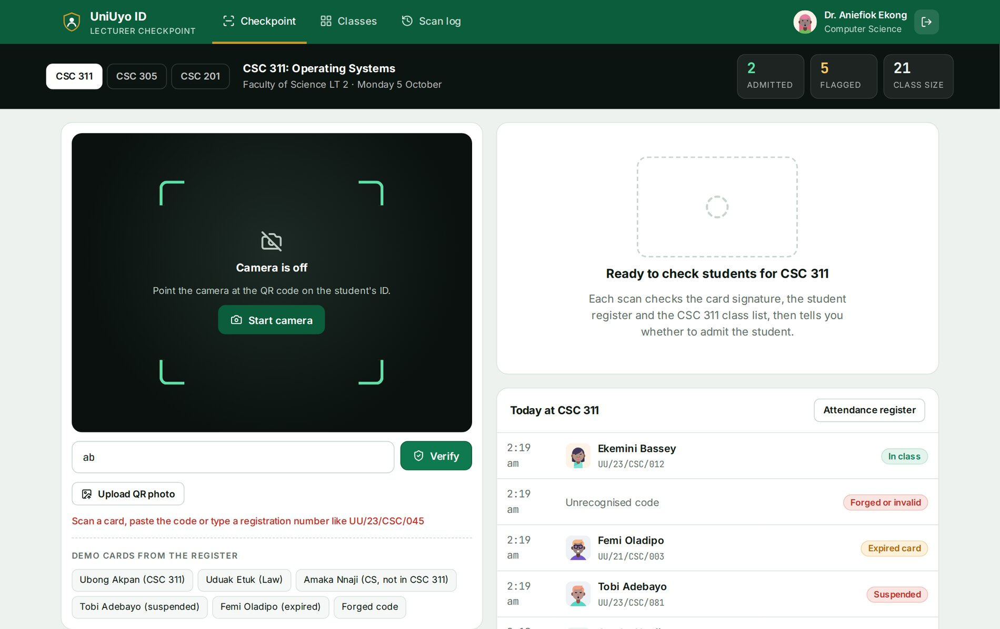 UniUyo ID
LECTURER CHECKPOINT
Checkpoint
Classes
Scan log
Dr. Aniefiok Ekong
Computer Science
CSC 311
CSC 305
CSC 201
CSC 311: Operating Systems
Faculty of Science LT 2 · Monday 5 October
2
ADMITTED
5
FLAGGED
21
CLASS SIZE
Camera is off
Point the camera at the QR code on the student's ID.
Start camera
ab
Verify
Upload QR photo
Scan a card, paste the code or type a registration number like UU/23/CSC/045
DEMO CARDS FROM THE REGISTER
Ubong Akpan (CSC 311)
Uduak Etuk (Law)
Amaka Nnaji (CS, not in CSC 311)
Tobi Adebayo (suspended)
Femi Oladipo (expired)
Forged code
Ready to check students for CSC 311
Each scan checks the card signature, the student
register and the CSC 311 class list, then tells you
whether to admit the student.
Today at CSC 311
Attendance register
2:19
am
Ekemini Bassey
UU/23/CSC/012
In class
2:19
am
Unrecognised code
Forged or invalid
2:19
am
Femi Oladipo
UU/21/CSC/003
Expired card
2:19
am
Tobi Adebayo
UU/23/CSC/081
Suspended